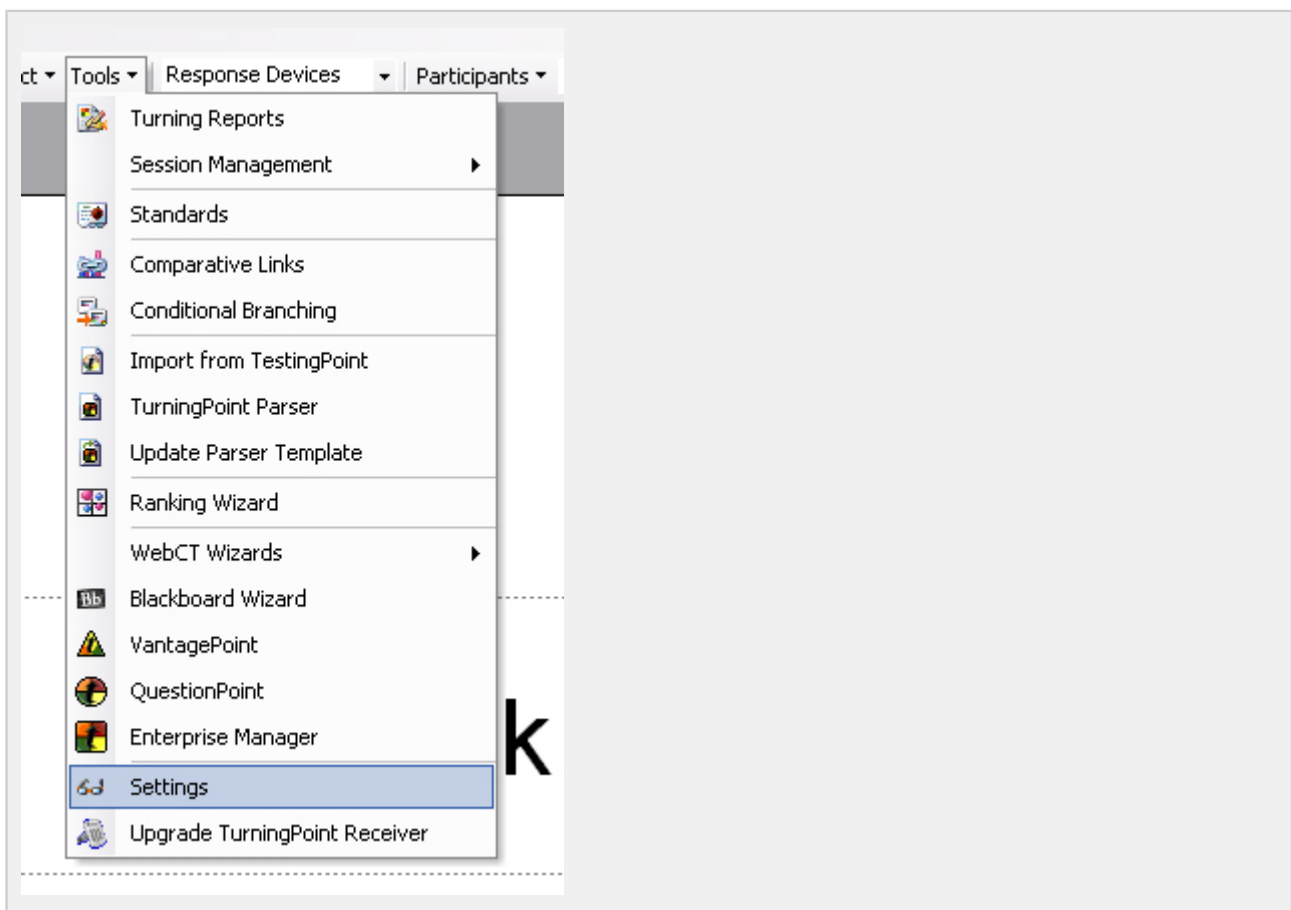 ct Tools Response Devices Participants
Turning Reports
Session Management
Standards
Comparative Links
Conditional Branching
Import from TestingPoint
TurningPoint Parser
Update Parser Template
Ranking Wizard
WebCT Wizards
Bb Blackboard Wizard
VantagePoint
QuestionPoint
Enterprise Manager
k
Settings
Upgrade TurningPoint Receiver